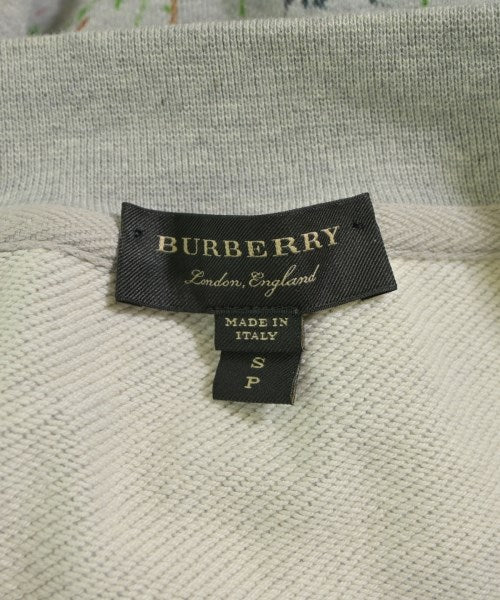 BURBERRY
London, England
MADE IN
ITALY
S
P